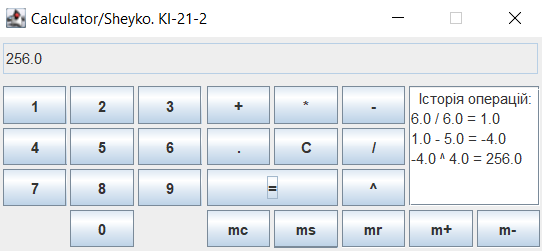 Calculator/Sheyko. KI-21-2
256.0
1 2 3 + * -
Історія операцій:
6.0 / 6.0 = 1.0
1.0 - 5.0 = -4.0
-4.0 ^ 4.0 = 256.0
4 5 6 . C /
7 8 9 = ^
0 mc ms mr m+ m-